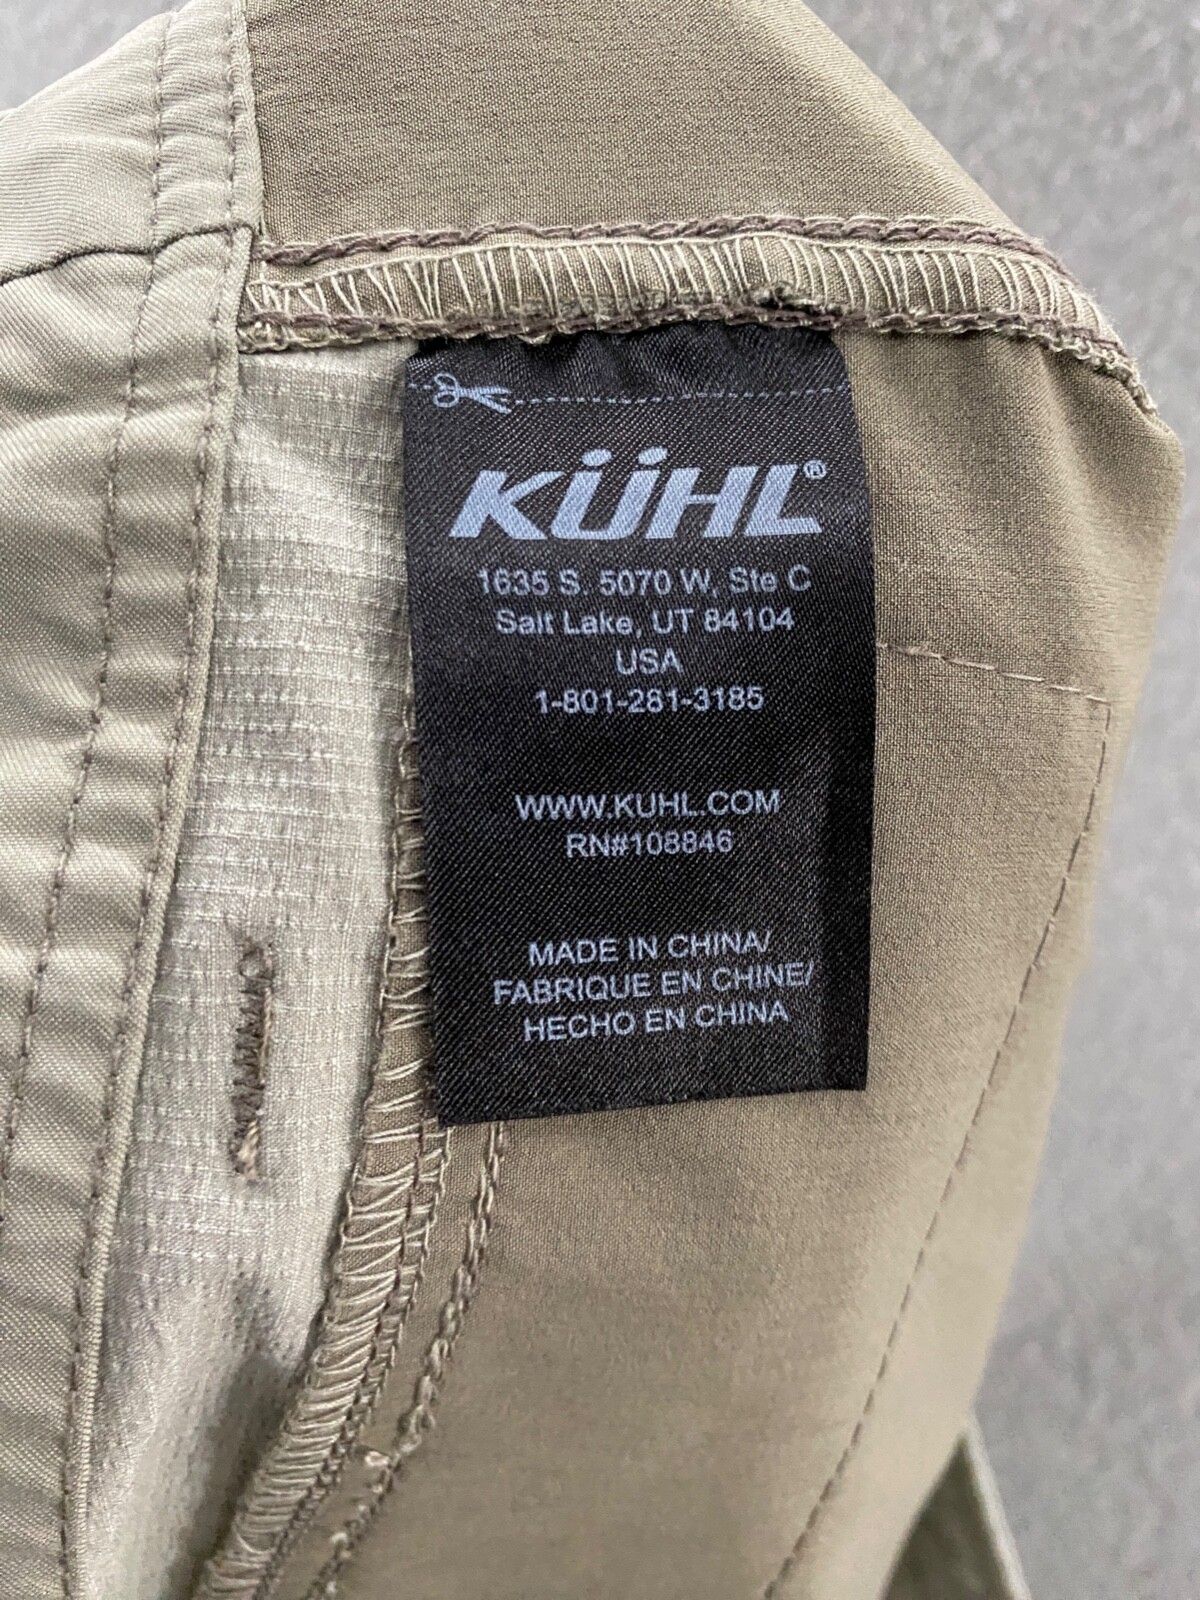 KÜHL®
1635 S. 5070 W, Ste C
Salt Lake, UT 84104
USA
1-801-281-3185
WWW.KUHL.COM
RN#108846
MADE IN CHINA/
FABRIQUE EN CHINE/
HECHO EN CHINA